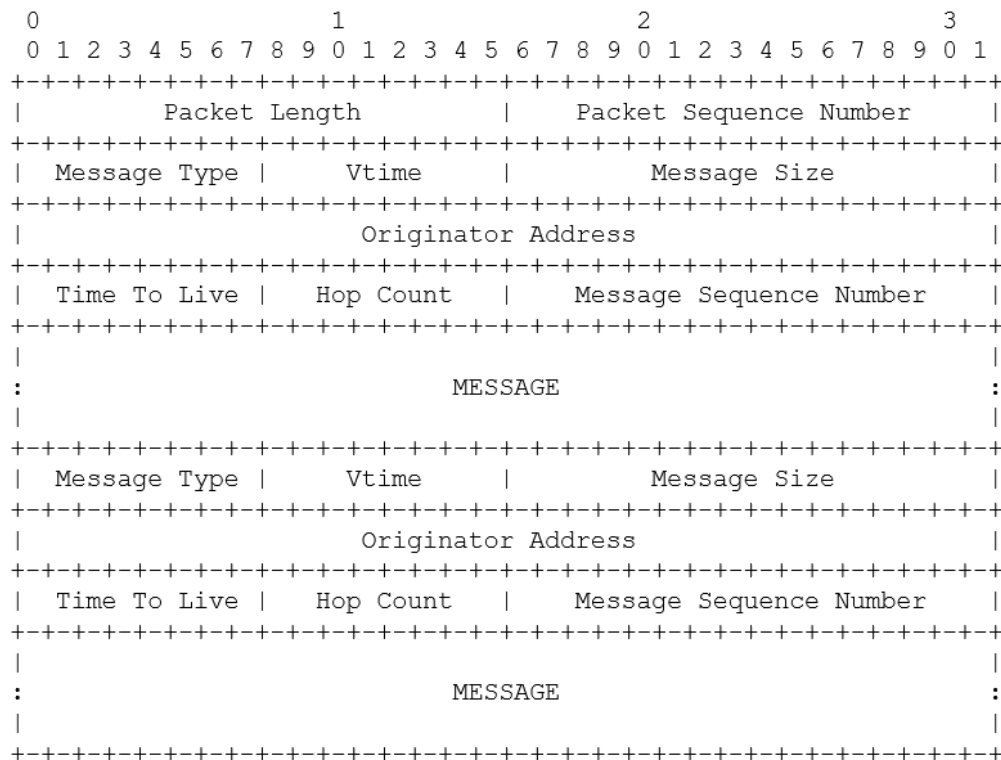 0                   1                   2                   3
 0 1 2 3 4 5 6 7 8 9 0 1 2 3 4 5 6 7 8 9 0 1 2 3 4 5 6 7 8 9 0 1
+-+-+-+-+-+-+-+-+-+-+-+-+-+-+-+-+-+-+-+-+-+-+-+-+-+-+-+-+-+-+-+-+
|         Packet Length         |    Packet Sequence Number     |
+-+-+-+-+-+-+-+-+-+-+-+-+-+-+-+-+-+-+-+-+-+-+-+-+-+-+-+-+-+-+-+-+
|  Message Type |     Vtime     |         Message Size          |
+-+-+-+-+-+-+-+-+-+-+-+-+-+-+-+-+-+-+-+-+-+-+-+-+-+-+-+-+-+-+-+-+
|                      Originator Address                       |
+-+-+-+-+-+-+-+-+-+-+-+-+-+-+-+-+-+-+-+-+-+-+-+-+-+-+-+-+-+-+-+-+
|  Time To Live |   Hop Count   |    Message Sequence Number    |
+-+-+-+-+-+-+-+-+-+-+-+-+-+-+-+-+-+-+-+-+-+-+-+-+-+-+-+-+-+-+-+-+
|                                                               |
:                            MESSAGE                            :
|                                                               |
+-+-+-+-+-+-+-+-+-+-+-+-+-+-+-+-+-+-+-+-+-+-+-+-+-+-+-+-+-+-+-+-+
|  Message Type |     Vtime     |         Message Size          |
+-+-+-+-+-+-+-+-+-+-+-+-+-+-+-+-+-+-+-+-+-+-+-+-+-+-+-+-+-+-+-+-+
|                      Originator Address                       |
+-+-+-+-+-+-+-+-+-+-+-+-+-+-+-+-+-+-+-+-+-+-+-+-+-+-+-+-+-+-+-+-+
|  Time To Live |   Hop Count   |    Message Sequence Number    |
+-+-+-+-+-+-+-+-+-+-+-+-+-+-+-+-+-+-+-+-+-+-+-+-+-+-+-+-+-+-+-+-+
|                                                               |
:                            MESSAGE                            :
|                                                               |
+-+-+-+-+-+-+-+-+-+-+-+-+-+-+-+-+-+-+-+-+-+-+-+-+-+-+-+-+-+-+-+-+